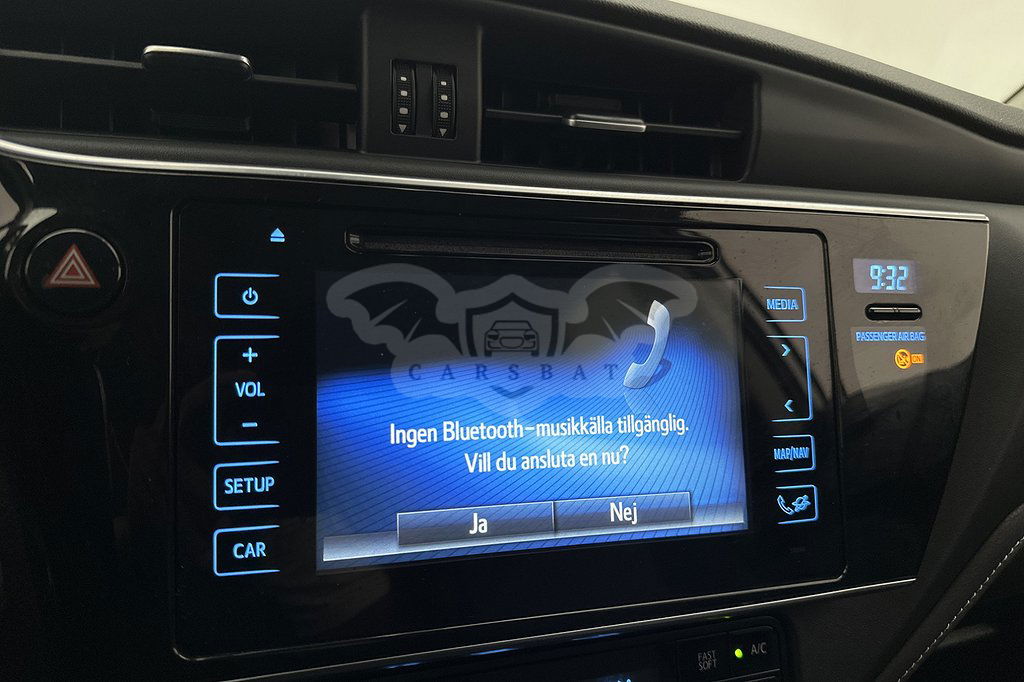 9:32
MEDIA
PASSENGER AIR BAG
ON
+
VOL
−
SETUP
CAR
CARSBAT
Ingen Bluetooth-musikkälla tillgänglig.
Vill du ansluta en nu?
Ja
Nej
MAP/NAV
FAST
SOFT
A/C